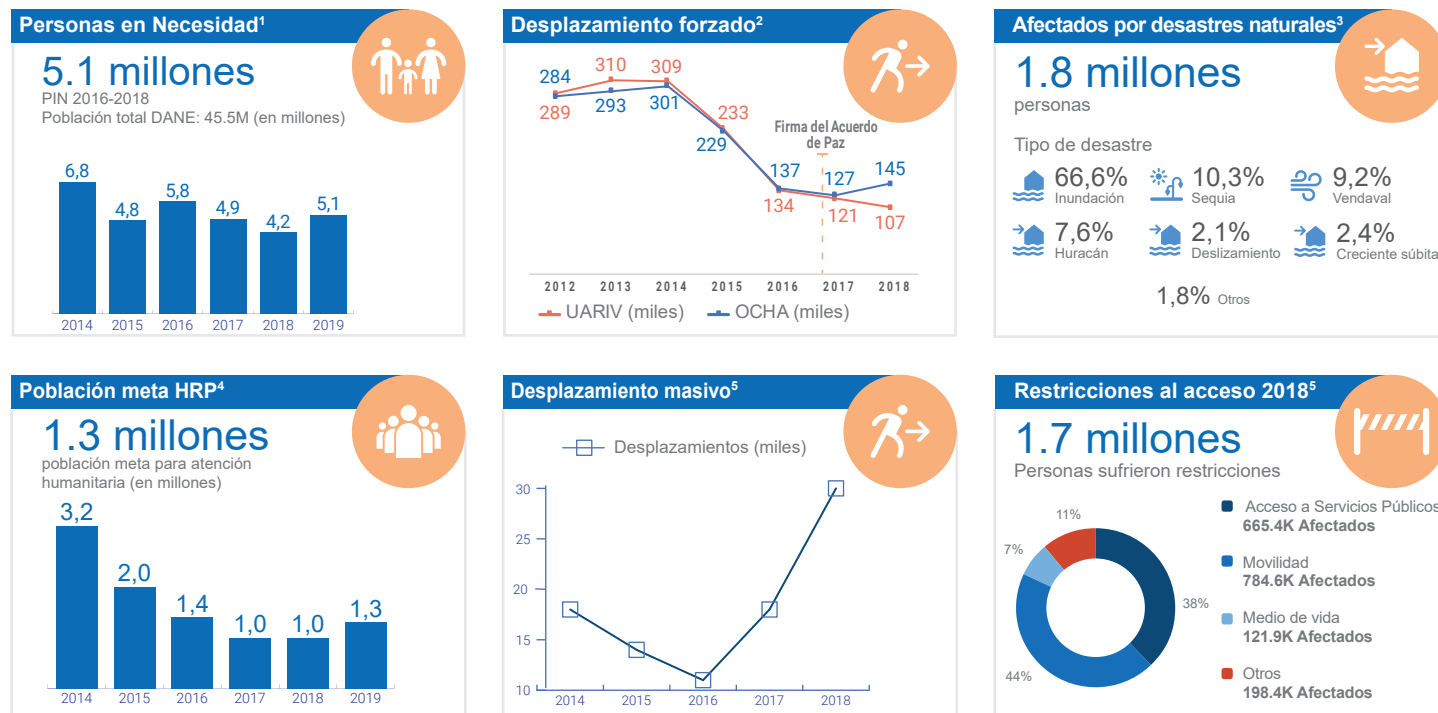 Personas en Necesidad¹
5.1 millones
PIN 2016-2018
Población total DANE: 45.5M (en millones)
6,8
4,8
5,8
4,9
4,2
5,1
2014
2015
2016
2017
2018
2019
Desplazamiento forzado²
284
310
309
289
293
301
233
229
Firma del Acuerdo
de Paz
137
127
145
134
121
107
2012
2013
2014
2015
2016
2017
2018
UARIV (miles)
OCHA (miles)
Afectados por desastres naturales³
1.8 millones
personas
Tipo de desastre
66,6%
Inundación
10,3%
Sequia
9,2%
Vendaval
7,6%
Huracán
2,1%
Deslizamiento
2,4%
Creciente súbita
1,8% Otros
Población meta HRP⁴
1.3 millones
población meta para atención
humanitaria (en millones)
3,2
2,0
1,4
1,0
1,0
1,3
2014
2015
2016
2017
2018
2019
Desplazamiento masivo⁵
Desplazamientos (miles)
30
25
20
15
10
2014
2015
2016
2017
2018
Restricciones al acceso 2018⁵
1.7 millones
Personas sufrieron restricciones
11%
7%
38%
44%
Acceso a Servicios Públicos
665.4K Afectados
Movilidad
784.6K Afectados
Medio de vida
121.9K Afectados
Otros
198.4K Afectados